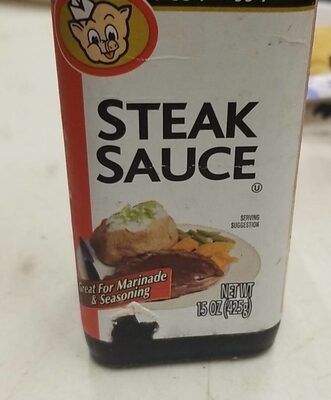 STEAK
SAUCE
U
SERVING
SUGGESTION
Great For Marinade
& Seasoning
NET WT
15 OZ (425g)